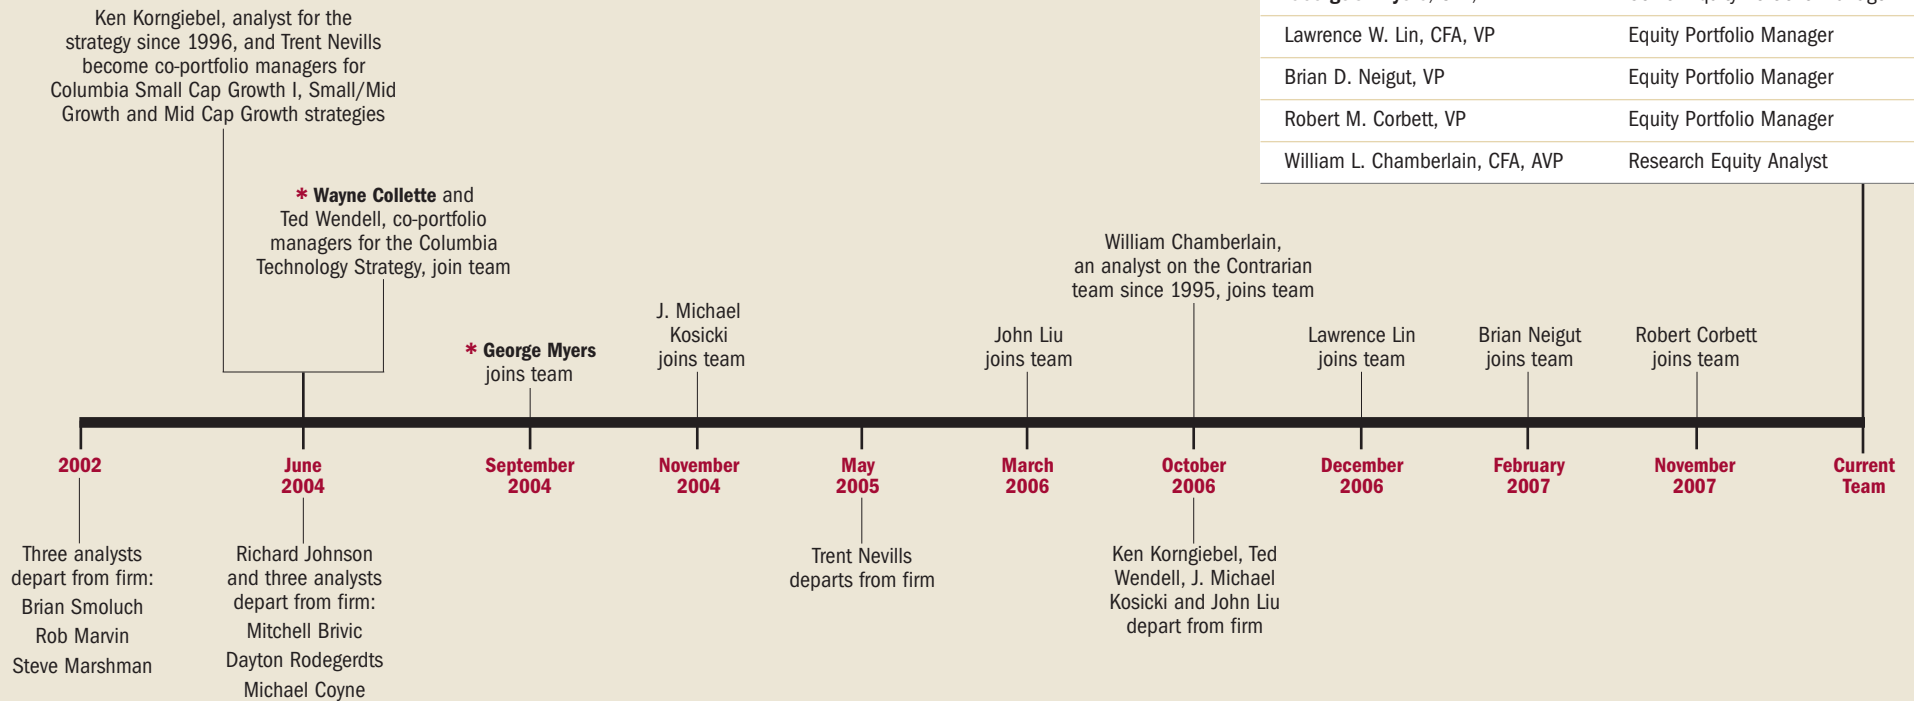 Lawrence W. Lin, CFA, VP Equity Portfolio Manager
Brian D. Neigut, VP Equity Portfolio Manager
Robert M. Corbett, VP Equity Portfolio Manager
William L. Chamberlain, CFA, AVP Research Equity Analyst
Ken Korngiebel, analyst for the
strategy since 1996, and Trent Nevills
become co-portfolio managers for
Columbia Small Cap Growth I, Small/Mid
Growth and Mid Cap Growth strategies
* Wayne Collette and
Ted Wendell, co-portfolio
managers for the Columbia
Technology Strategy, join team
* George Myers
joins team
J. Michael
Kosicki
joins team
John Liu
joins team
William Chamberlain,
an analyst on the Contrarian
team since 1995, joins team
Lawrence Lin
joins team
Brian Neigut
joins team
Robert Corbett
joins team
2002
June
2004
September
2004
November
2004
May
2005
March
2006
October
2006
December
2006
February
2007
November
2007
Current
Team
Three analysts
depart from firm:
Brian Smoluch
Rob Marvin
Steve Marshman
Richard Johnson
and three analysts
depart from firm:
Mitchell Brivic
Dayton Rodegerdts
Michael Coyne
Trent Nevills
departs from firm
Ken Korngiebel, Ted
Wendell, J. Michael
Kosicki and John Liu
depart from firm